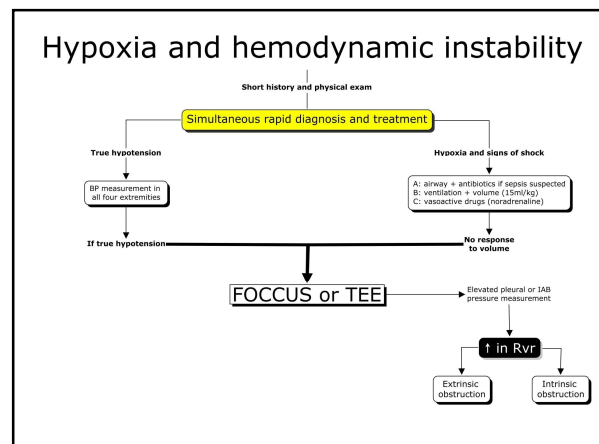 Hypoxia and hemodynamic instability
Short history and physical exam
Simultaneous rapid diagnosis and treatment
True hypotention
Hypoxia and signs of shock
BP measurement in
all four extremities
A: airway + antibiotics if sepsis suspected
B: ventilation + volume (15ml/kg)
C: vasoactive drugs (noradrenaline)
If true hypotention
No response
to volume
FOCCUS or TEE
Elevated pleural or IAB
pressure measurement
↑ in Rvr
Extrinsic
obstruction
Intrinsic
obstruction